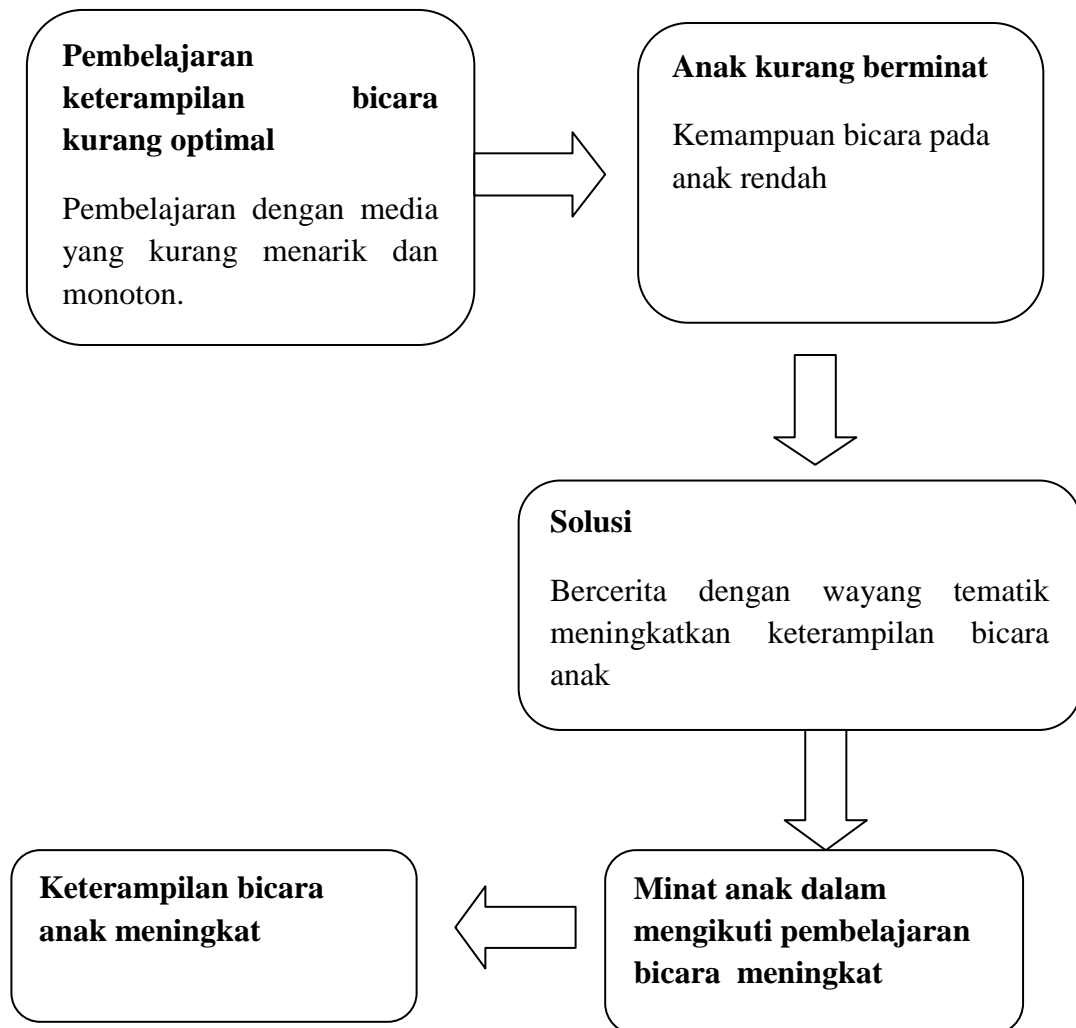 Pembelajaran
keterampilan bicara
kurang optimal
Pembelajaran dengan media
yang kurang menarik dan
monoton.
Anak kurang berminat
Kemampuan bicara pada
anak rendah
Solusi
Bercerita dengan wayang tematik
meningkatkan keterampilan bicara
anak
Minat anak dalam
mengikuti pembelajaran
bicara meningkat
Keterampilan bicara
anak meningkat